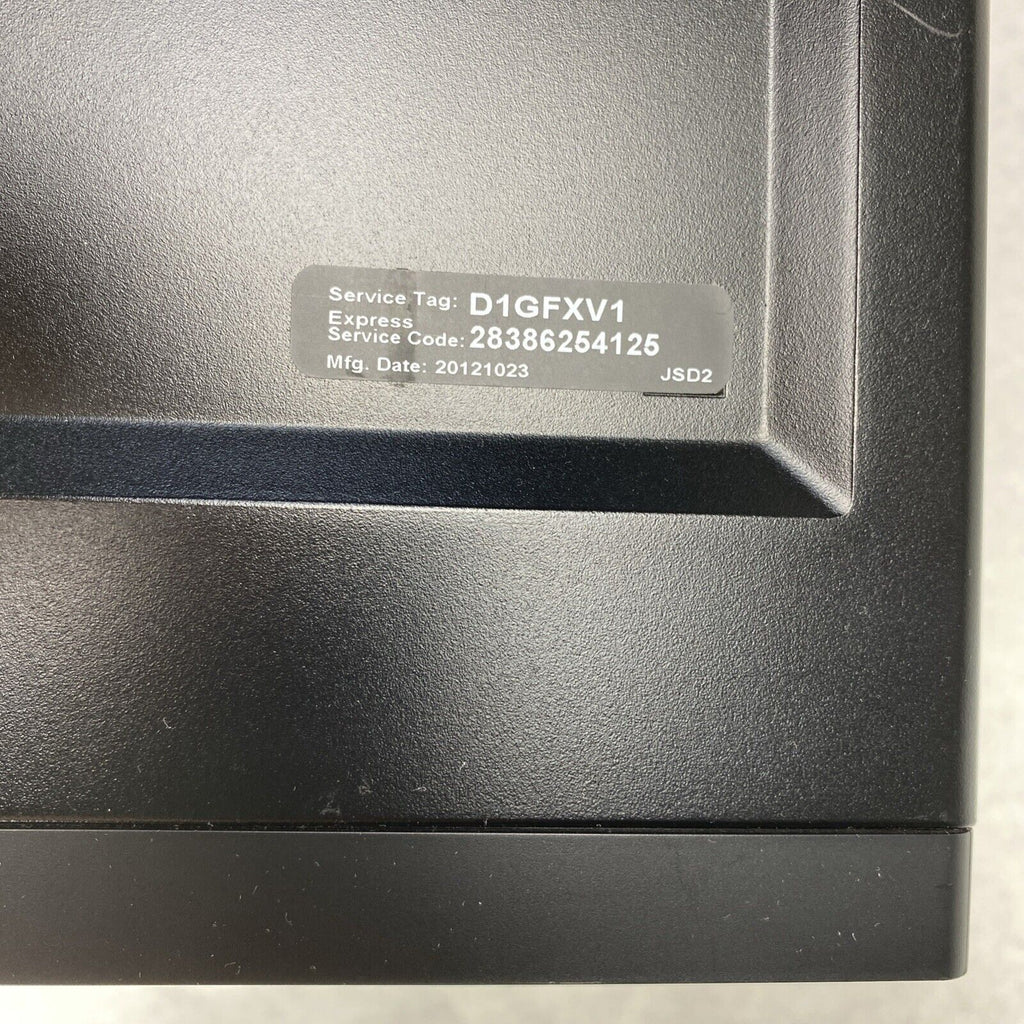 Service Tag: D1GFXV1
Express
Service Code: 28386254125
Mfg. Date: 20121023 JSD2